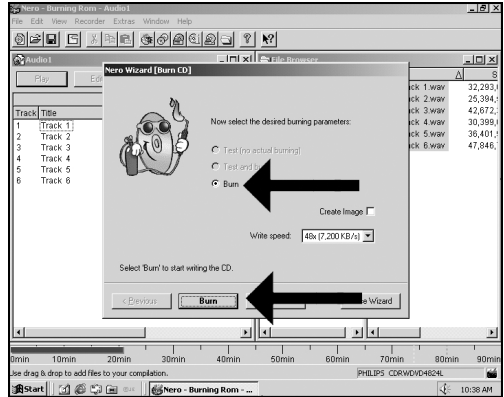 Nero - Burning Rom - Audio1
File Edit View Recorder Extras Window Help
Audio1
File Browser
Play
Nero Wizard [Burn CD]
Track Title
1 Track 1
2 Track 2
3 Track 3
4 Track 4
5 Track 5
6 Track 6
Now select the desired burning parameters:
Test (no actual burning)
Test and
Burn
Create Image
Write speed: 48x (7,200 KB/s)
Select 'Burn' to start writing the CD.
< Previous
Burn
Wizard
S
ck 1.wav 32,293,
ck 2.wav 25,394,
ck 3.wav 42,672,
ck 4.wav 30,399,
ck 5.wav 36,401,
ck 6.wav 47,846,
0min 10min 20min 30min 40min 50min 60min 70min 80min 90min
Use drag & drop to add files to your compilation.
PHILIPS CDRWDVD4824L
Start
Nero - Burning Rom - ...
10:38 AM